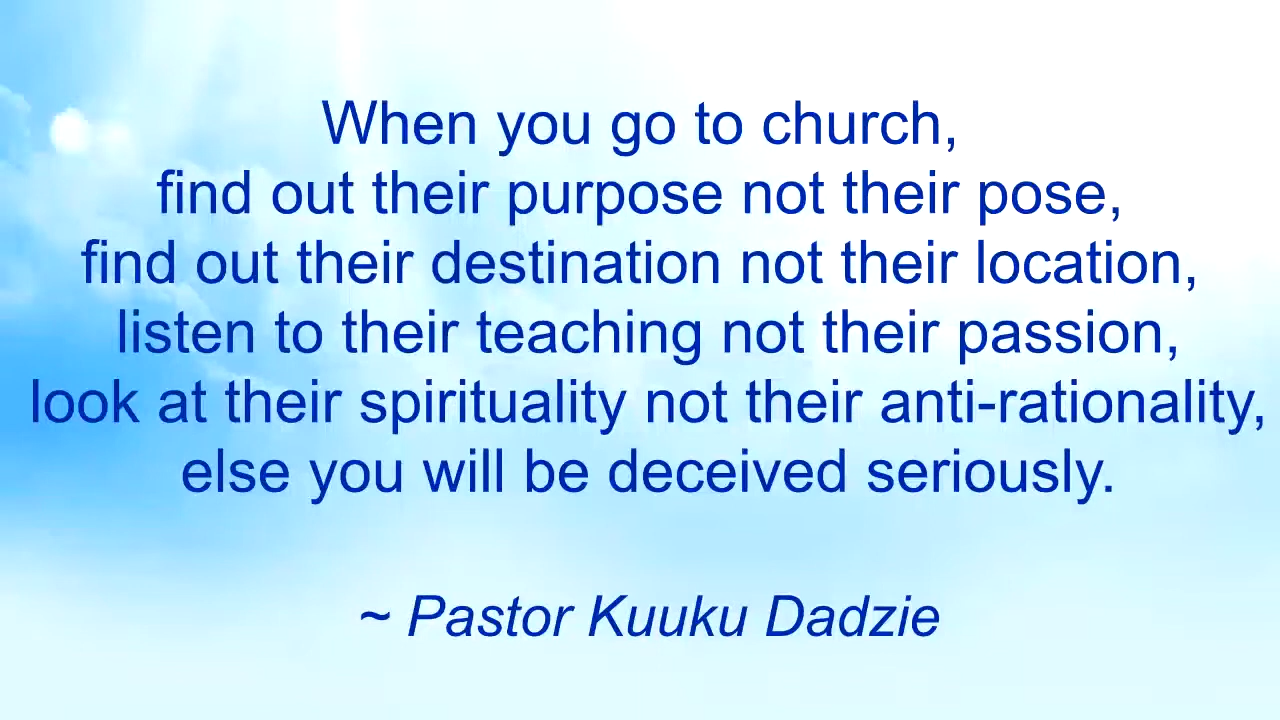 When you go to church,
find out their purpose not their pose,
find out their destination not their location,
listen to their teaching not their passion,
look at their spirituality not their anti-rationality,
else you will be deceived seriously.
~ Pastor Kuuku Dadzie